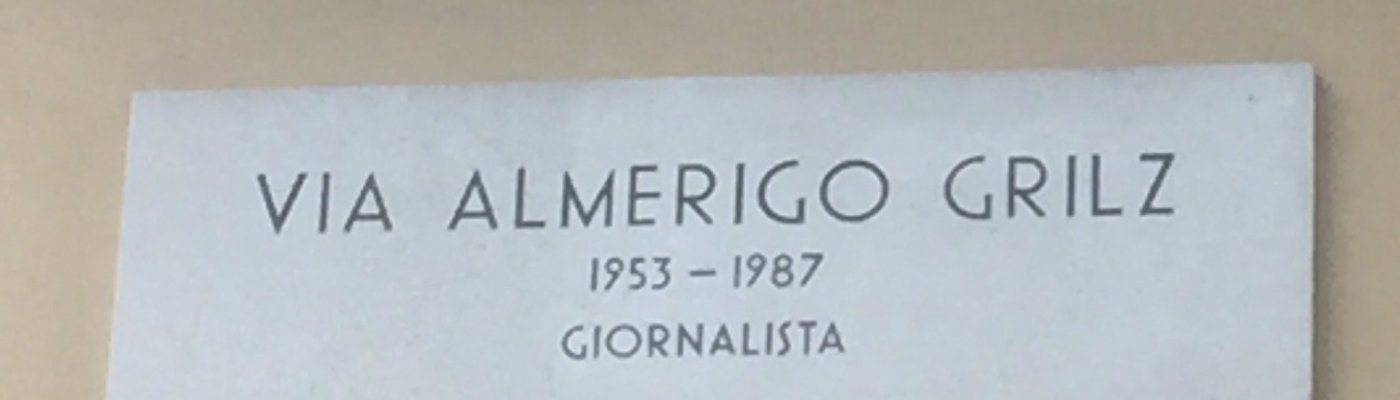 VIA ALMERIGO GRILZ
1953 – 1987
GIORNALISTA